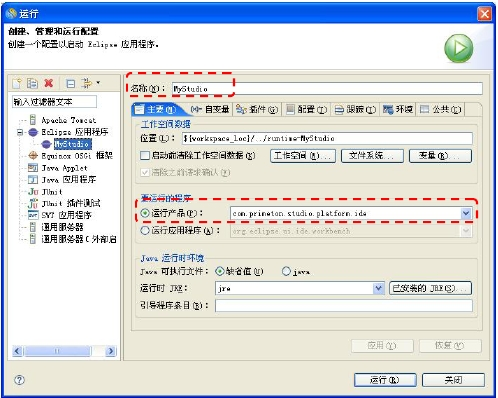 运行
创建、管理和运行配置
创建一个配置以启动 Eclipse 应用程序。
输入过滤器文本
Apache Tomcat
Eclipse 应用程序
MyStudio
Equinox OSGi 框架
Java Applet
Java 应用程序
JUnit
JUnit 插件测试
SWT 应用程序
通用服务器
通用服务器（外部启
名称(N)： MyStudio
主要(M) 自变量 插件(G) 配置(T) 跟踪(T) 环境 公共(C)
工作空间数据
位置(L)： ${workspace_loc}/../runtime-MyStudio
启动前清除工作空间数据(R) 工作空间(W)... 文件系统... 变量(B)...
清除之前请求确认(F)
要运行的程序
运行产品(P)： com.primeton.studio.platform.ide
运行应用程序(A)： org.eclipse.ui.ide.workbench
Java 运行时环境
Java 可执行文件： 缺省值(U) java
运行时 JRE： jre 已安装的 JRE(S)...
引导程序条目(B)：
应用(Y) 恢复(V)
运行(R) 关闭